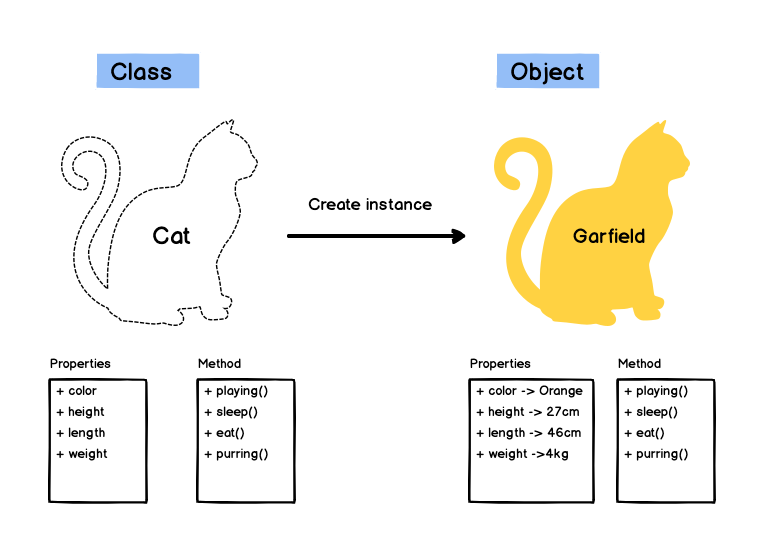 Class
Object
Cat
Create instance
Garfield
Properties
+ color
+ height
+ length
+ weight
Method
+ playing()
+ sleep()
+ eat()
+ purring()
Properties
+ color -> Orange
+ height -> 27cm
+ length -> 46cm
+ weight ->4kg
Method
+ playing()
+ sleep()
+ eat()
+ purring()